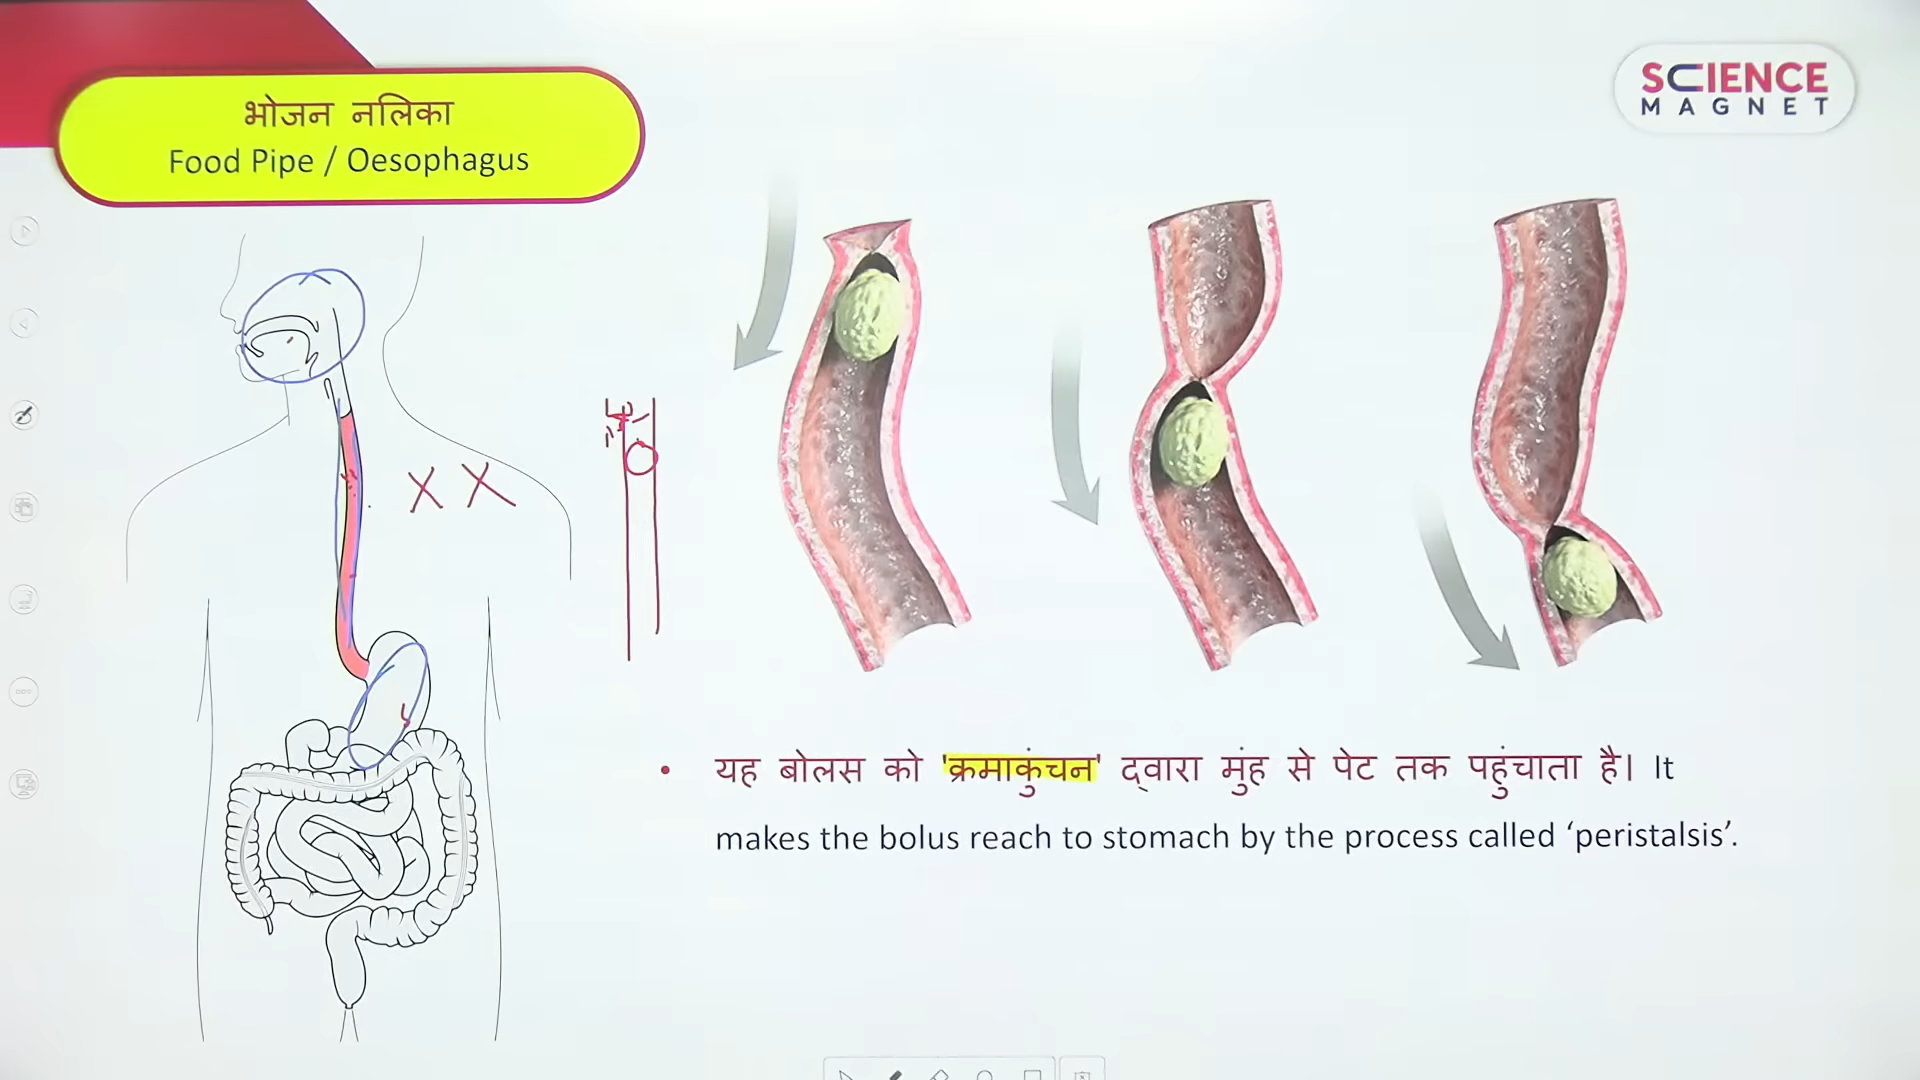 भोजन नलिका
Food Pipe / Oesophagus
SCIENCE
MAGNET
• यह बोलस को 'क्रमाकुंचन' द्वारा मुंह से पेट तक पहुंचाता है। It
makes the bolus reach to stomach by the process called ‘peristalsis’.